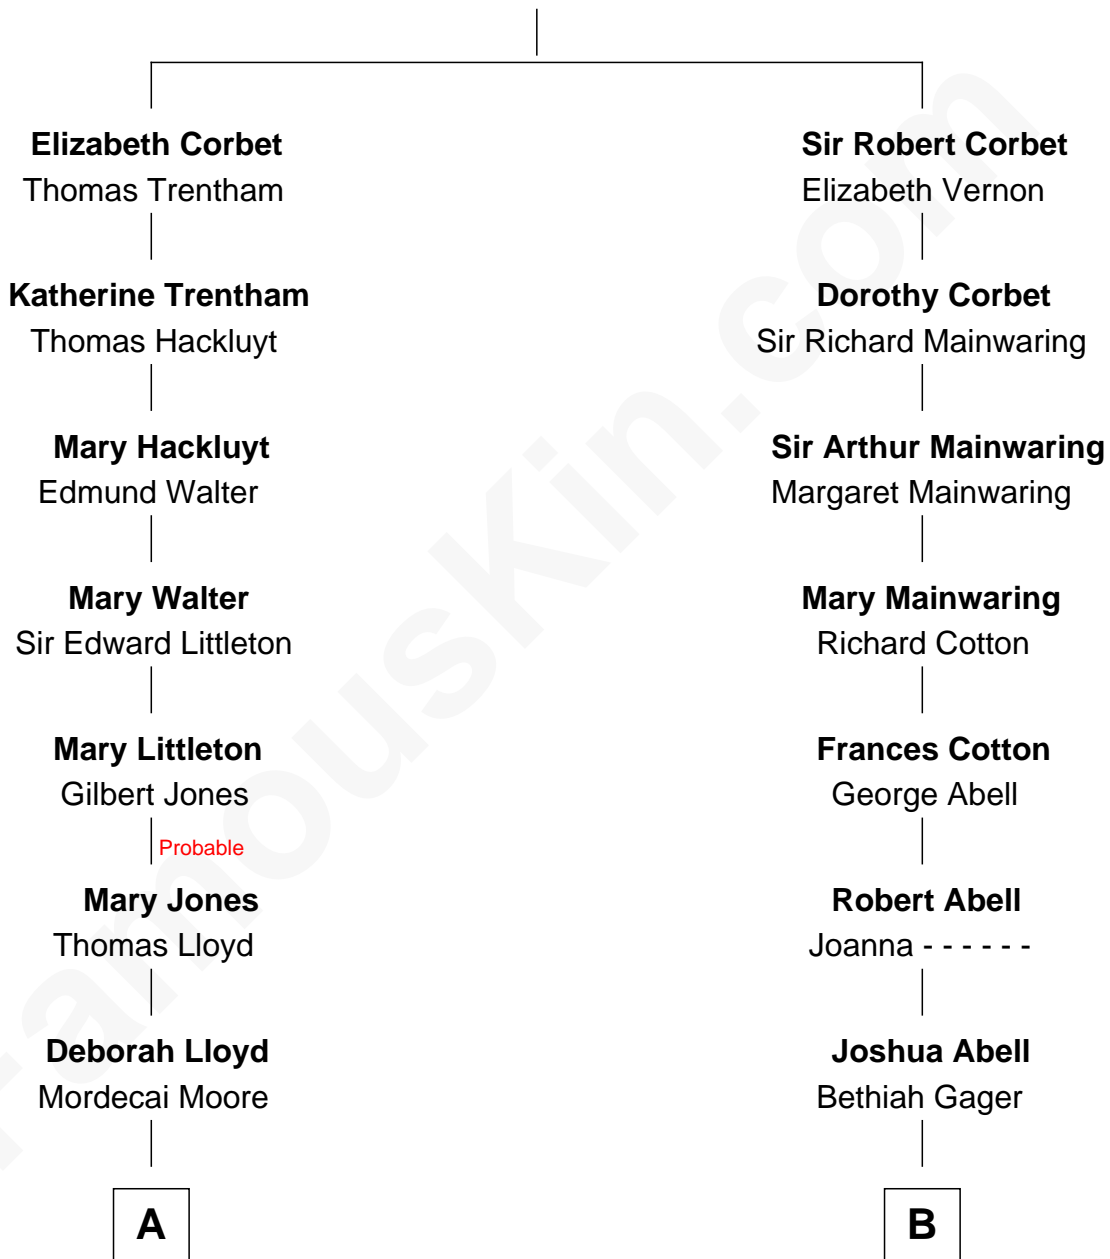 Elizabeth Corbet
Thomas Trentham
Katherine Trentham
Thomas Hackluyt
Mary Hackluyt
Edmund Walter
Mary Walter
Sir Edward Littleton
Mary Littleton
Gilbert Jones
Probable
Mary Jones
Thomas Lloyd
Deborah Lloyd
Mordecai Moore
A
Sir Robert Corbet
Elizabeth Vernon
Dorothy Corbet
Sir Richard Mainwaring
Sir Arthur Mainwaring
Margaret Mainwaring
Mary Mainwaring
Richard Cotton
Frances Cotton
George Abell
Robert Abell
Joanna - - - - - -
Joshua Abell
Bethiah Gager
B
FamousKin.com